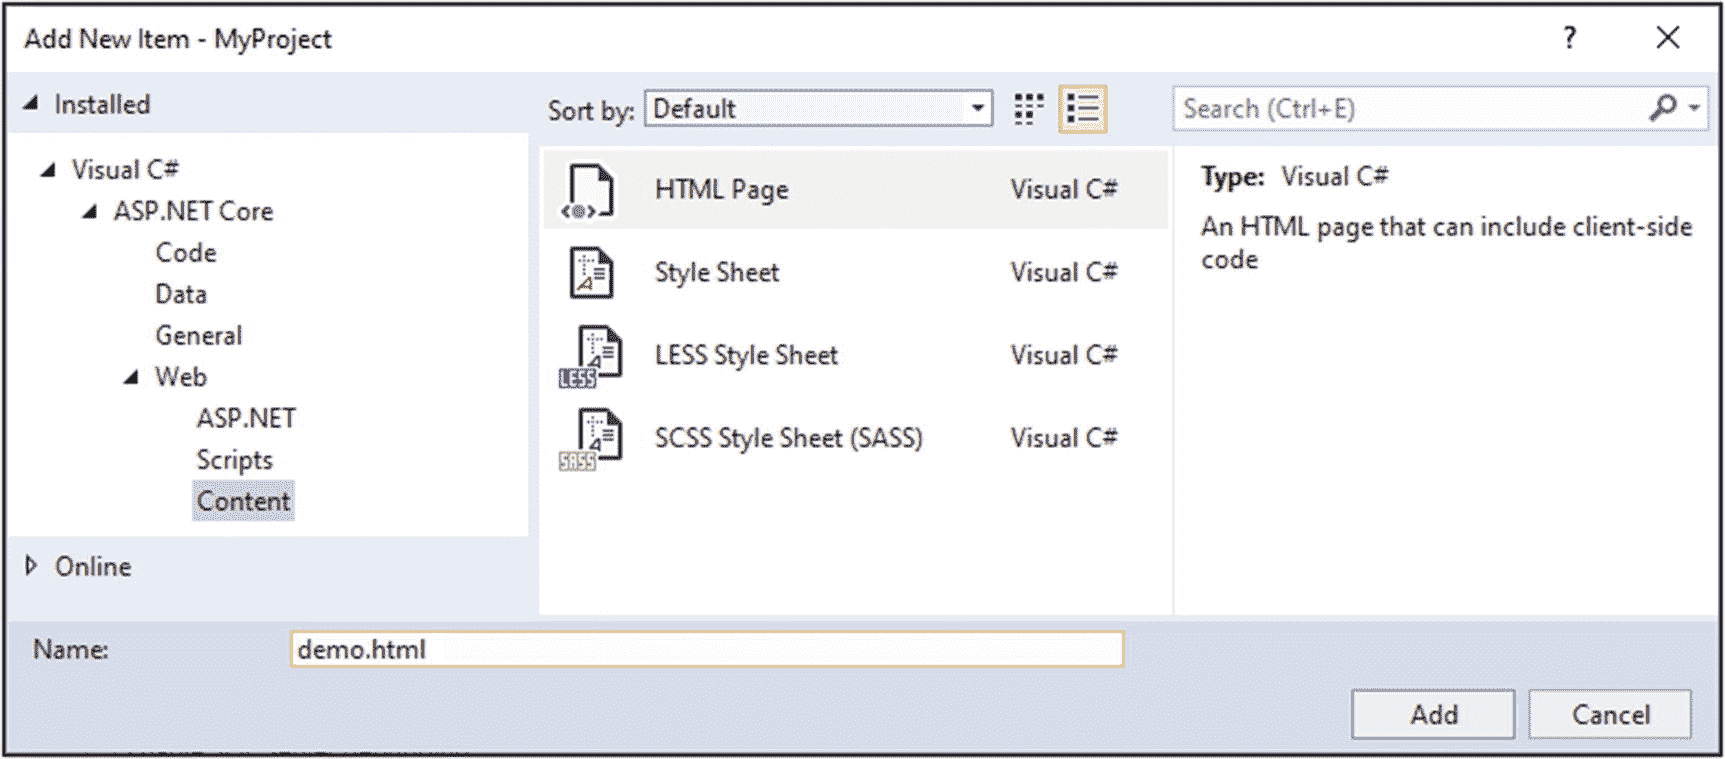 Add New Item - MyProject
?
Installed
Sort by: Default
Search (Ctrl+E)
Visual C#
ASP.NET Core
Code
Data
General
Web
ASP.NET
Scripts
Content
Online
HTML Page Visual C#
Style Sheet Visual C#
LESS LESS Style Sheet Visual C#
SASS SCSS Style Sheet (SASS) Visual C#
Type: Visual C#
An HTML page that can include client-side
code
Name: demo.html
Add Cancel